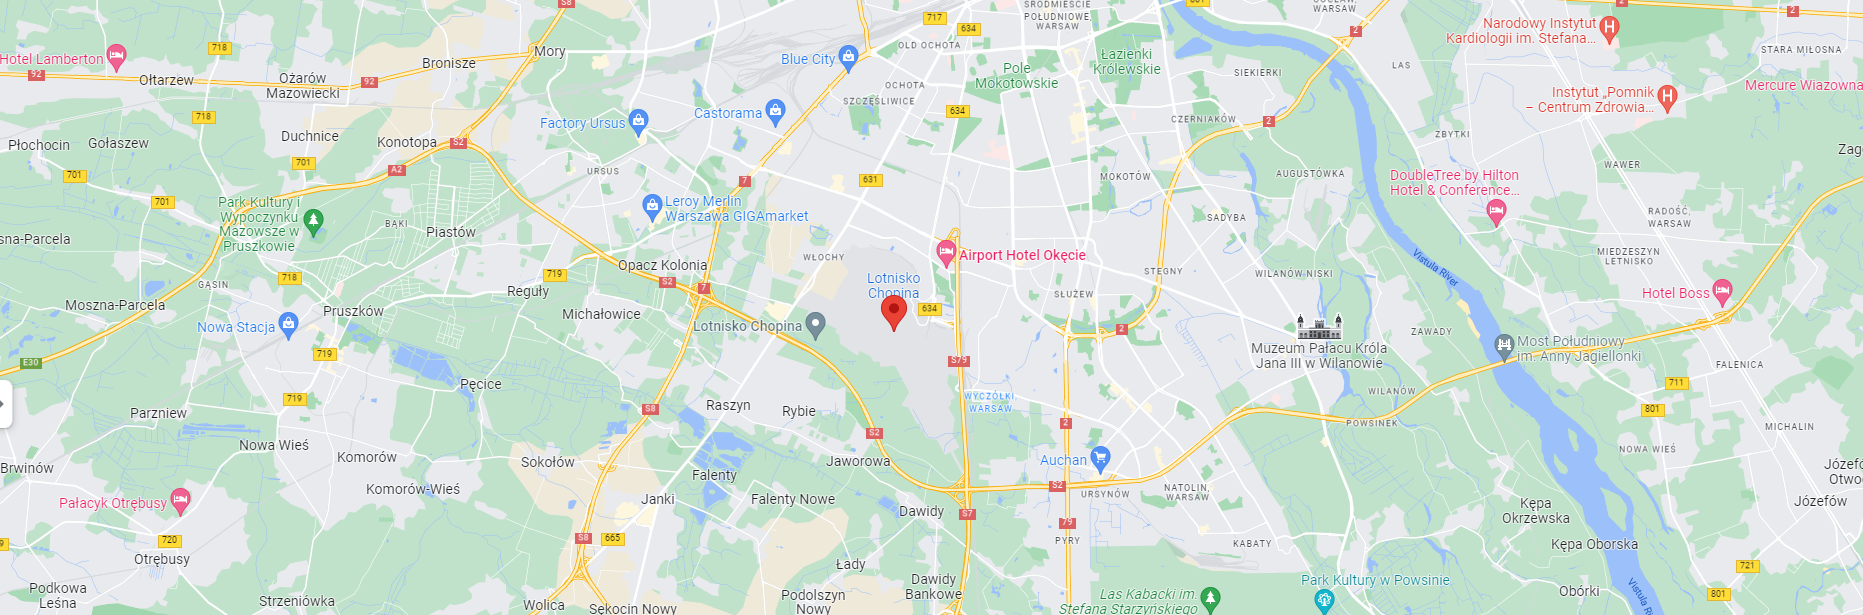 S8
717
634
ŚRÓDMIEŚCIE
POŁUDNIOWE,
WARSAW
WARSAW
801
2
2
Narodowy Instytut
Kardiologii im. Stefana...
STARA MIŁOSNA
Hotel Lamberton
92
718
Mory
Bronisze
Ołtarzew
Ożarów
Mazowiecki
92
Blue City
OLD OCHOTA
OCHOTA
SZCZĘŚLIWICE
Pole
Mokotowskie
Łazienki
Królewskie
SIEKIERKI
2
LAS
Instytut „Pomnik
– Centrum Zdrowia...
Mercure Wiazowna
718
Castorama
Factory Ursus
634
CZERNIAKÓW
2
ZBYTKI
Duchnice
Konotopa
S2
Płochocin
Gołaszew
701
A2
701
URSUS
7
631
MOKOTÓW
AUGUSTÓWKA
WAWER
DoubleTree by Hilton
Hotel & Conference...
701
Park Kultury i
Wypoczynku
Mazowsze w
Pruszkowie
Leroy Merlin
Warszawa GIGAmarket
SADYBA
RADOŚĆ,
WARSAW
BĄKI
Piastów
sna-Parcela
Airport Hotel Okęcie
WŁOCHY
MIEDZESZYN
LETNISKO
Vistula River
718
GĄSIN
719
Opacz Kolonia
S2
7
Lotnisko
Chopina
STEGNY
WILANÓW NISKI
Reguły
SŁUŻEW
Hotel Boss
Moszna-Parcela
Pruszków
Michałowice
634
Nowa Stacja
Lotnisko Chopina
2
ZAWADY
Muzeum Pałacu Króla
Jana III w Wilanowie
Most Południowy
im. Anny Jagiellonki
719
E30
S79
FALENICA
Pęcice
WILANÓW
711
719
WYCZÓŁKI
WARSAW
Parzniew
S8
Raszyn
Rybie
801
2
POWSINEK
MICHALIN
S2
Nowa Wieś
Komorów
Sokołów
Jaworowa
Auchan
NOWA WIEŚ
Brwinów
Falenty
Komorów-Wieś
S2
URSYNÓW
NATOLIN,
WARSAW
Pałacyk Otrębusy
Janki
Falenty Nowe
Dawidy
S7
79
Kępa
Okrzewska
Józefów
S8
665
720
PYRY
KABATY
Kępa Oborska
Otrębusy
Łady
721
Podkowa
Leśna
Dawidy
Bankowe
Park Kultury w Powsinie
Vistula
Obórki
801
Strzeniówka
Wolica
Sękocin Nowy
Podolszyn
Nowy
Las Kabacki im.
Stefana Starzyńskiego